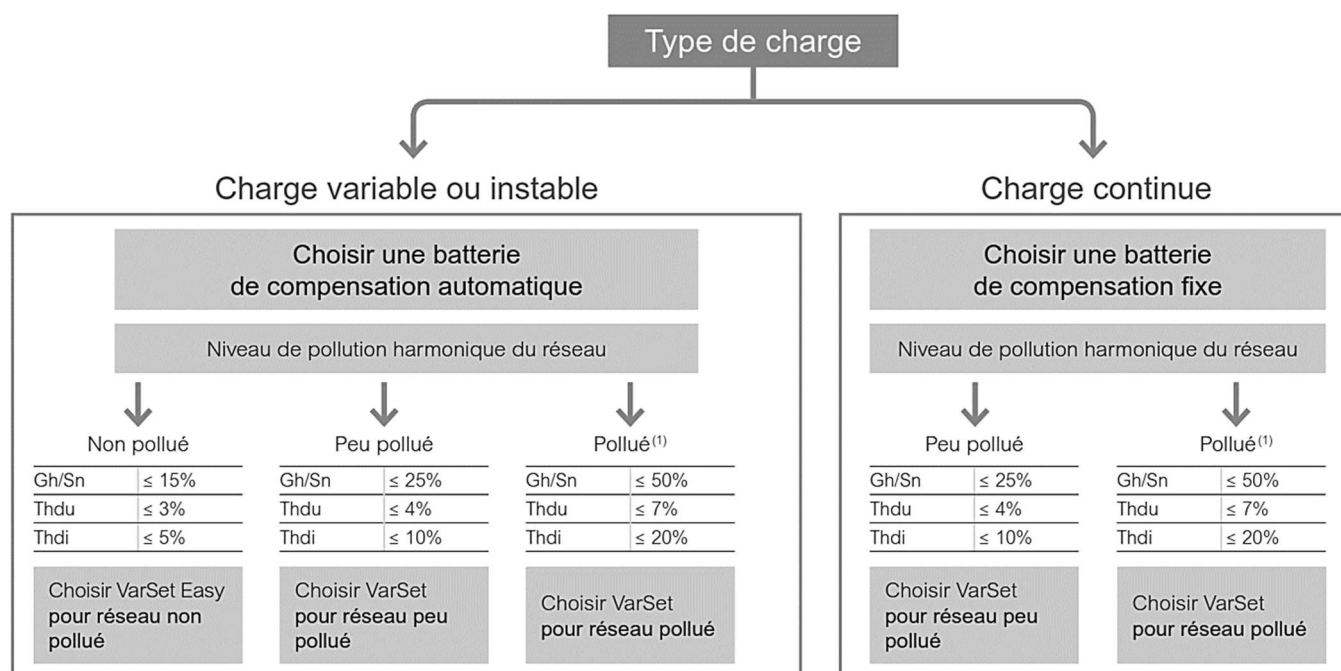 Type de charge
Charge variable ou instable
Choisir une batterie
de compensation automatique
Niveau de pollution harmonique du réseau
Non pollué
Gh/Sn ≤ 15%
Thdu ≤ 3%
Thdi ≤ 5%
Choisir VarSet Easy
pour réseau non
pollué
Peu pollué
Gh/Sn ≤ 25%
Thdu ≤ 4%
Thdi ≤ 10%
Choisir VarSet
pour réseau peu
pollué
Pollué(1)
Gh/Sn ≤ 50%
Thdu ≤ 7%
Thdi ≤ 20%
Choisir VarSet
pour réseau pollué
Charge continue
Choisir une batterie
de compensation fixe
Niveau de pollution harmonique du réseau
Peu pollué
Gh/Sn ≤ 25%
Thdu ≤ 4%
Thdi ≤ 10%
Choisir VarSet
pour réseau peu
pollué
Pollué(1)
Gh/Sn ≤ 50%
Thdu ≤ 7%
Thdi ≤ 20%
Choisir VarSet
pour réseau pollué